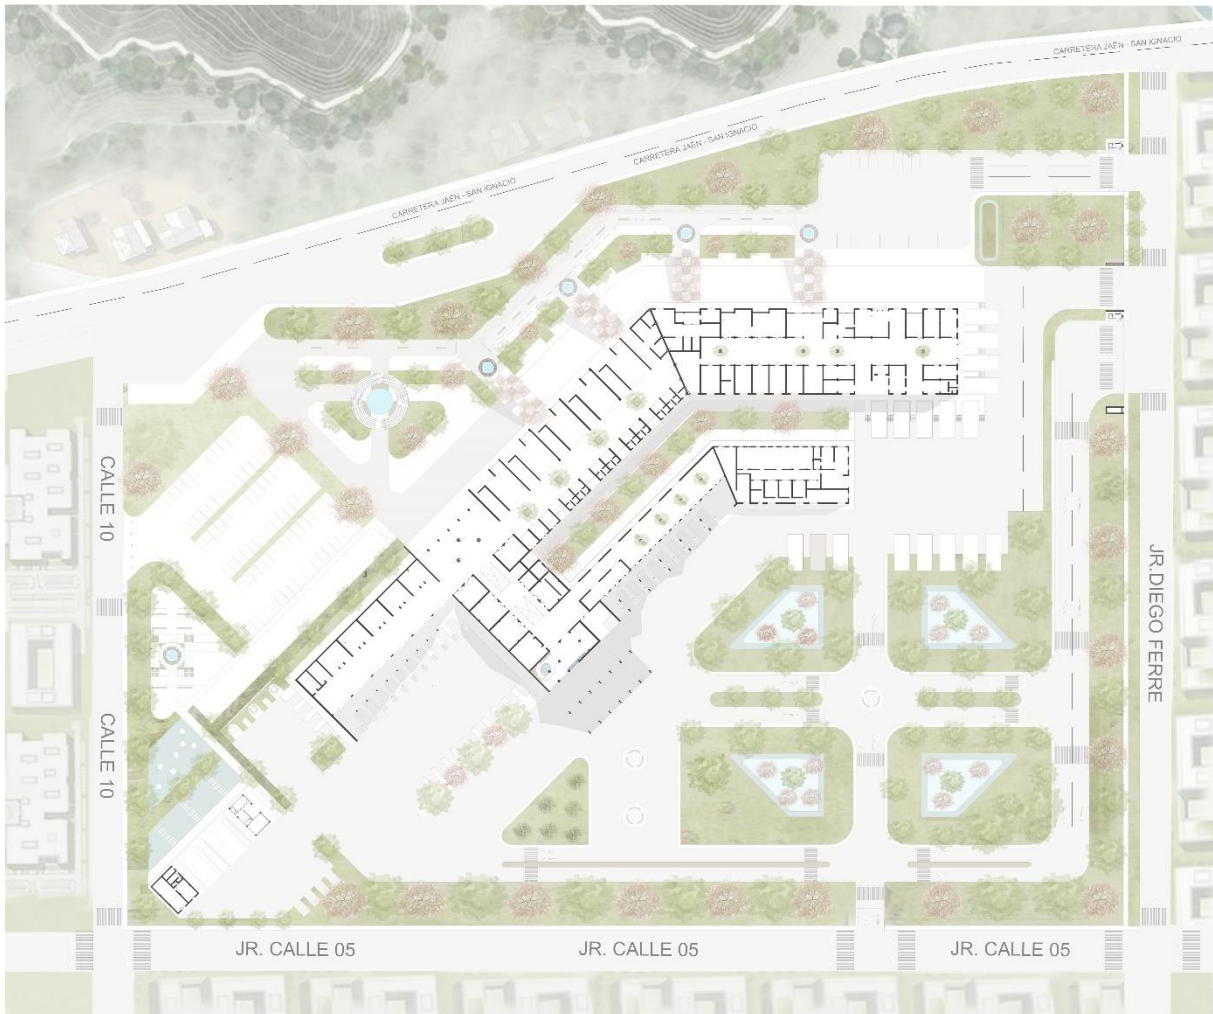 CARRETERA JAÉN - SAN IGNACIO
CARRETERA JAÉN - SAN IGNACIO
CARRETERA JAÉN - SAN IGNACIO
CALLE 10
JR.DIEGO FERRE
CALLE 10
JR. CALLE 05
JR. CALLE 05
JR. CALLE 05